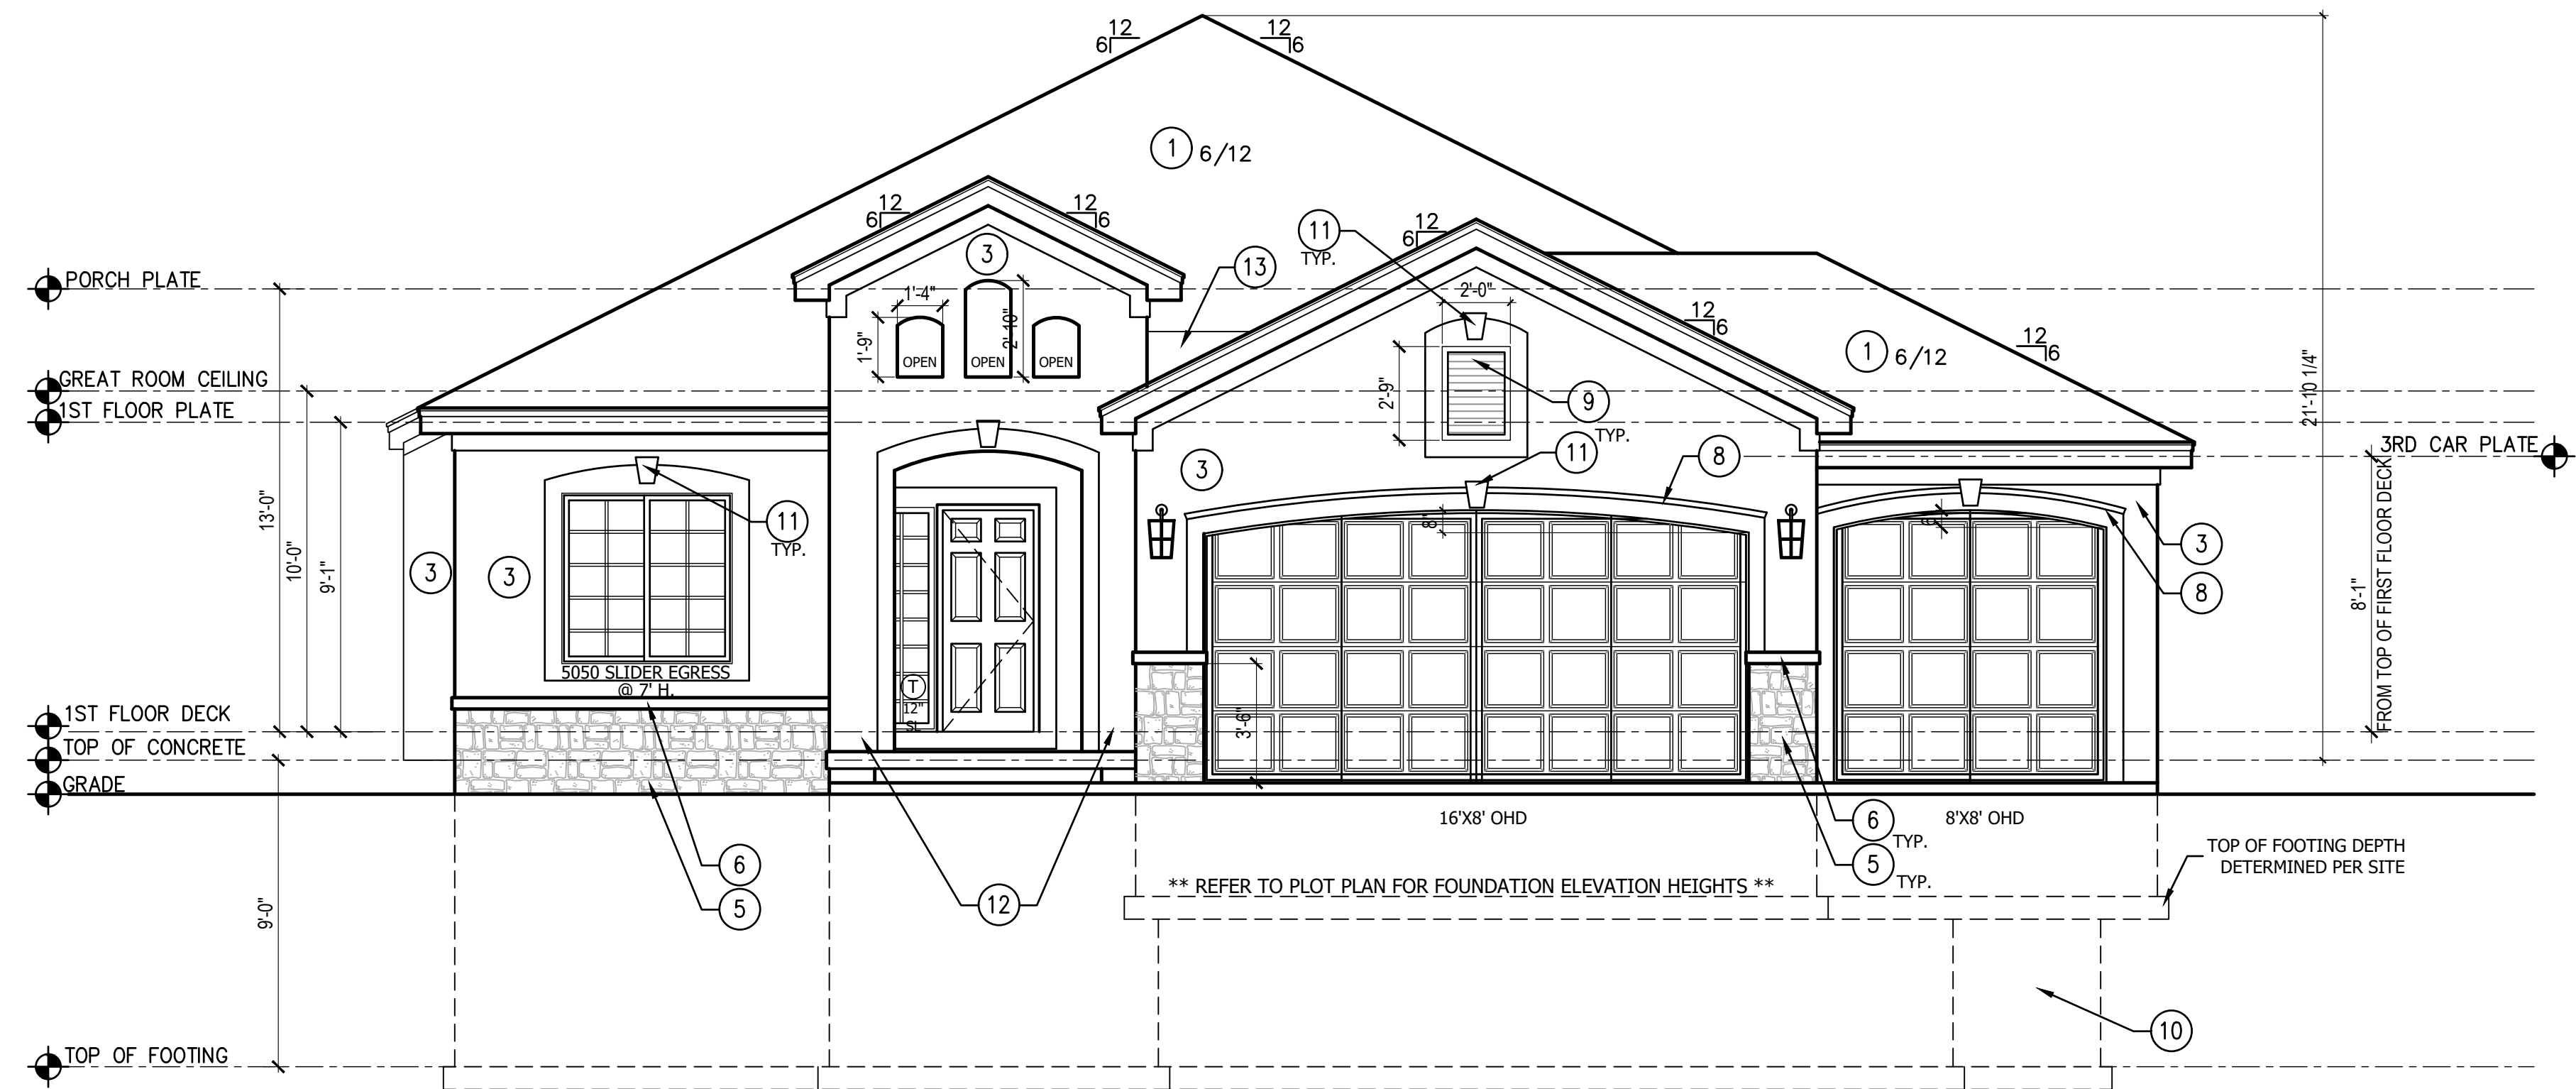 12
6
12
6
21'-10 1/4"
1 6/12
12
6
12
6
3
12
6
11
TYP.
13
PORCH PLATE
1'-4"
2'-10"
1'-9"
OPEN
OPEN
OPEN
2'-0"
2'-9"
9
12
6
1 6/12
12
6
GREAT ROOM CEILING
1ST FLOOR PLATE
TYP.
11
8
3
3RD CAR PLATE
13'-0"
10'-0"
9'-1"
11
TYP.
8"
6"
3
8
3
3
8'-1"
FROM TOP OF FIRST FLOOR DECK
5050 SLIDER EGRESS
@ 7' H.
T
12"
SL
3'-6"
1ST FLOOR DECK
TOP OF CONCRETE
GRADE
16'X8' OHD
8'X8' OHD
6
TYP.
5
TYP.
6
5
12
TOP OF FOOTING DEPTH
DETERMINED PER SITE
** REFER TO PLOT PLAN FOR FOUNDATION ELEVATION HEIGHTS **
9'-0"
10
TOP OF FOOTING